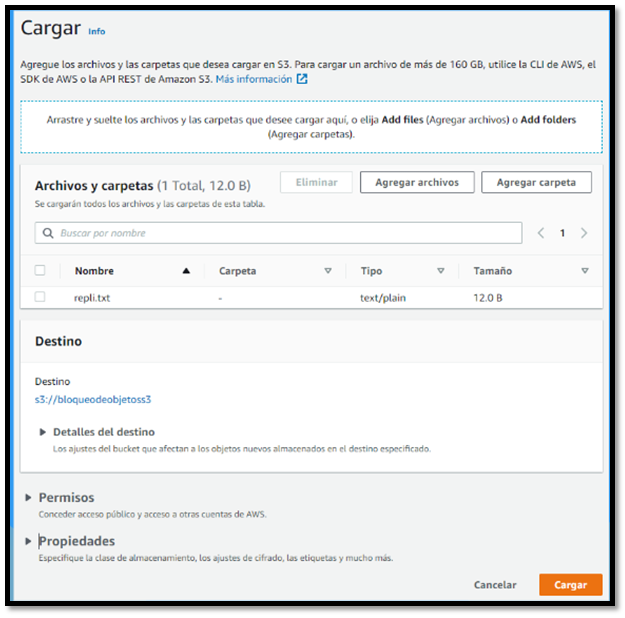 Cargar Info
Agregue los archivos y las carpetas que desea cargar en S3. Para cargar un archivo de más de 160 GB, utilice la CLI de AWS, el
SDK de AWS o la API REST de Amazon S3. Más información
Arrastre y suelte los archivos y las carpetas que desee cargar aquí, o elija Add files (Agregar archivos) o Add folders
(Agregar carpetas).
Archivos y carpetas (1 Total, 12.0 B) Eliminar Agregar archivos Agregar carpeta
Se cargarán todos los archivos y las carpetas de esta tabla.
Buscar por nombre 1
Nombre Carpeta Tipo Tamaño
repli.txt - text/plain 12.0 B
Destino
Destino
s3://bloqueodeobjetoss3
Detalles del destino
Los ajustes del bucket que afectan a los objetos nuevos almacenados en el destino especificado.
Permisos
Conceder acceso público y acceso a otras cuentas de AWS.
Propiedades
Especifique la clase de almacenamiento, los ajustes de cifrado, las etiquetas y mucho más.
Cancelar Cargar